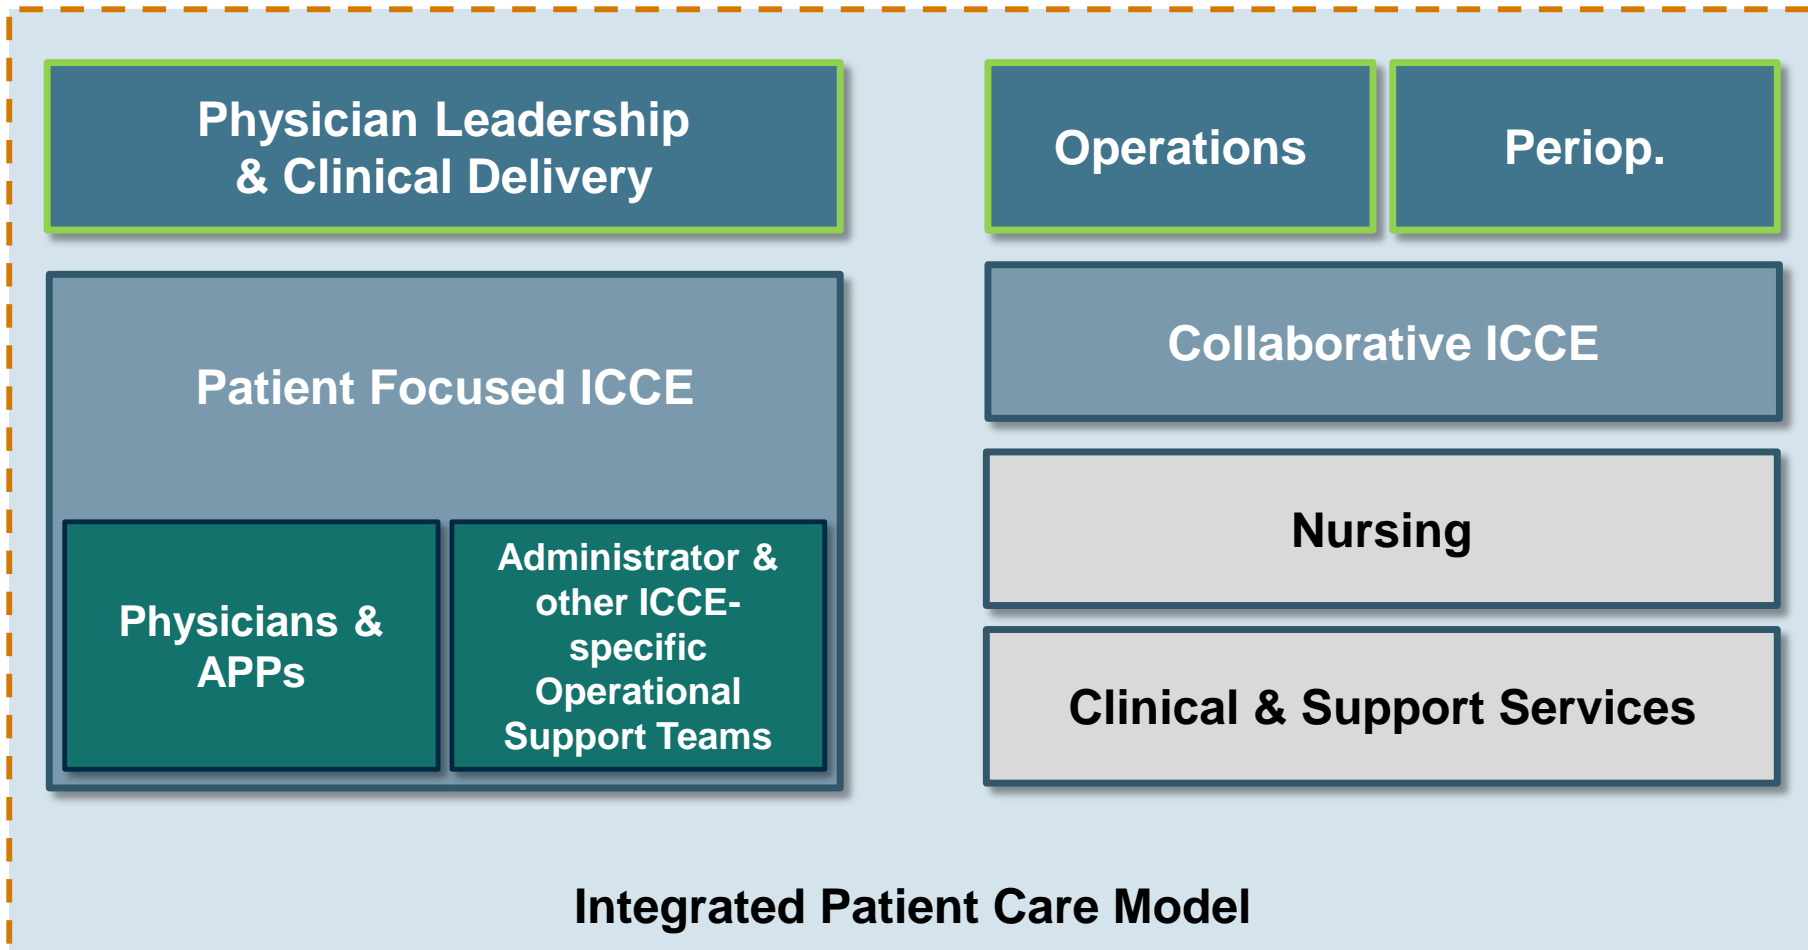 Physician Leadership
& Clinical Delivery
Operations
Periop.
Patient Focused ICCE
Physicians &
APPs
Administrator &
other ICCE-
specific
Operational
Support Teams
Collaborative ICCE
Nursing
Clinical & Support Services
Integrated Patient Care Model